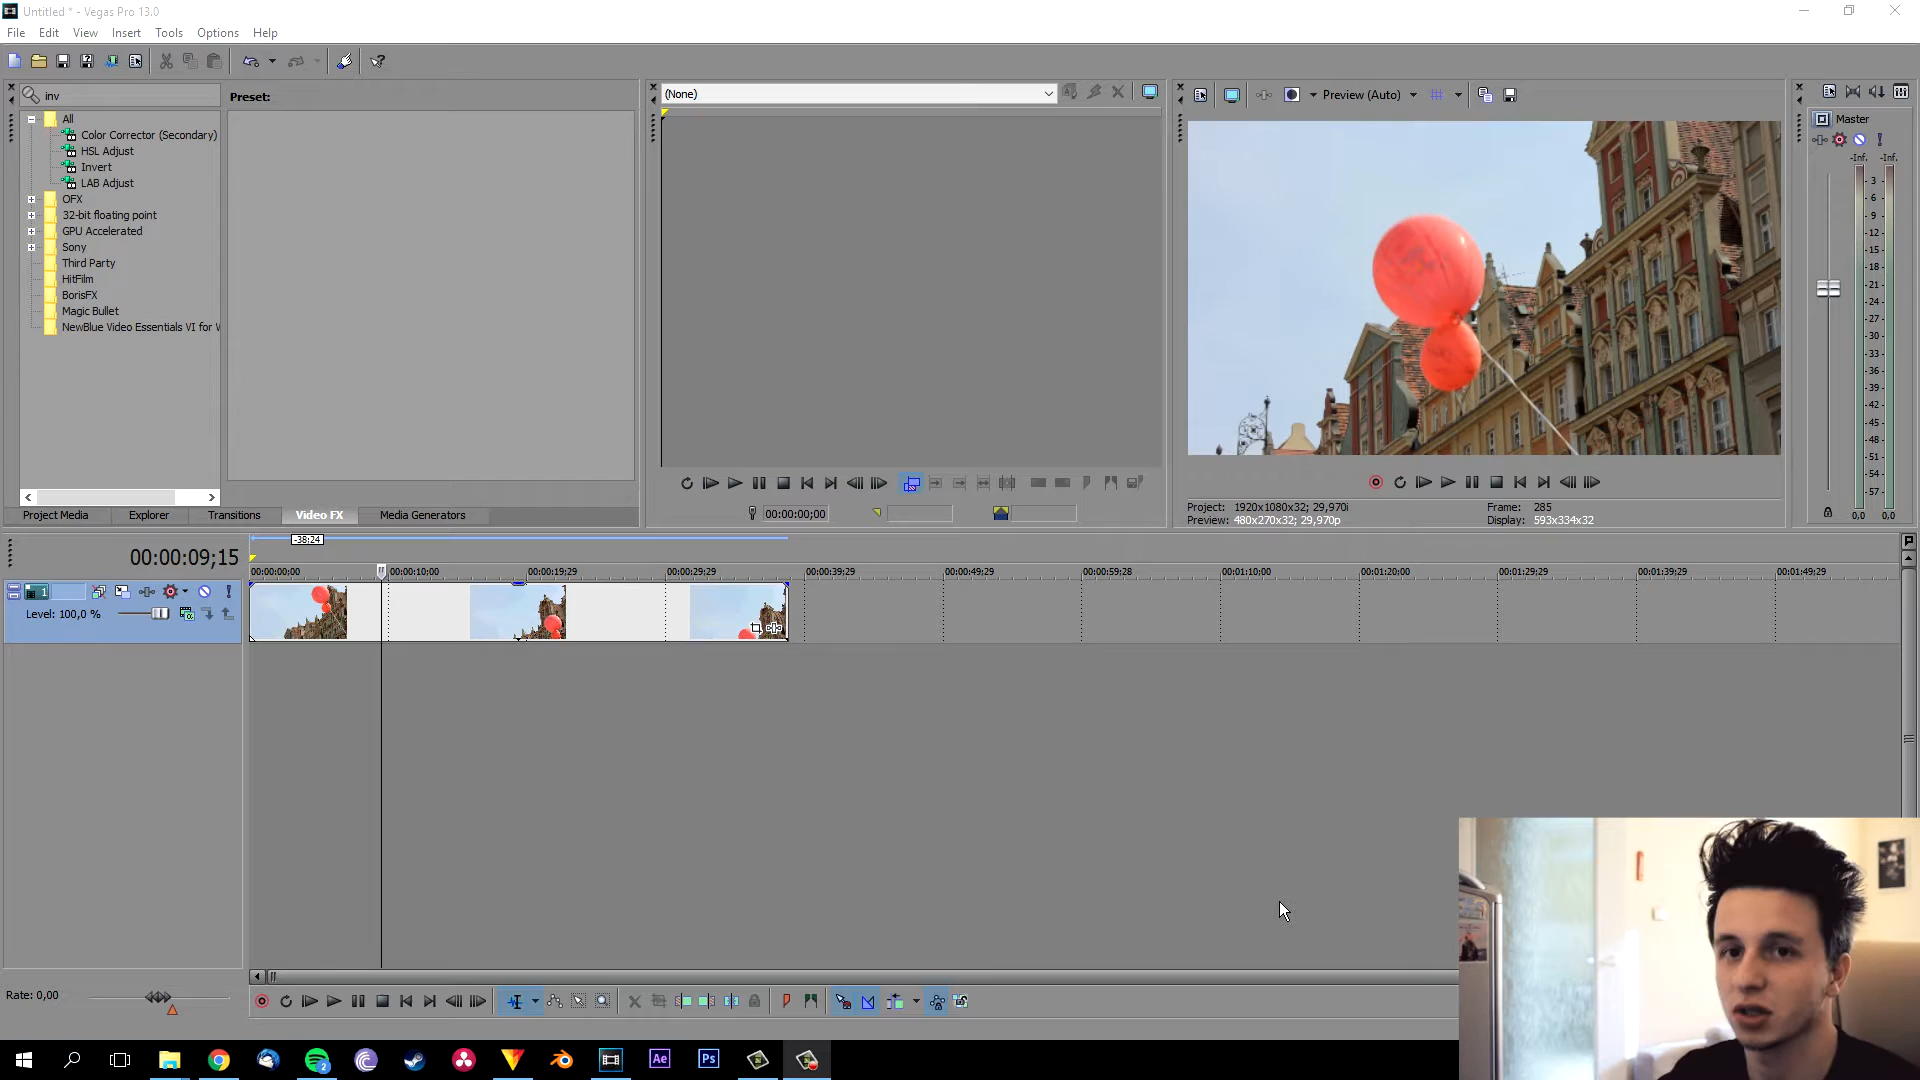 Untitled * - Vegas Pro 13.0
File Edit View Insert Tools Options Help
inv
Preset:
All
Color Corrector (Secondary)
HSL Adjust
Invert
LAB Adjust
OFX
32-bit floating point
GPU Accelerated
Sony
Third Party
HitFilm
BorisFX
Magic Bullet
NewBlue Video Essentials VI for V
Project Media Explorer Transitions Video FX Media Generators
(None)
00:00:00;00
Preview (Auto)
Project: 1920x1080x32; 29,970i
Preview: 480x270x32; 29,970p
Frame: 285
Display: 593x334x32
Master
-Inf. -Inf.
- 3 -
- 6 -
- 9 -
- 12 -
- 15 -
- 18 -
- 21 -
- 24 -
- 27 -
- 30 -
- 33 -
- 36 -
- 39 -
- 42 -
- 45 -
- 48 -
- 51 -
- 54 -
- 57 -
0,0 0,0
00:00:09;15
-38;24
00:00:00;00 00:00:10;00 00:00:19;29 00:00:29;29 00:00:39;29 00:00:49;29 00:00:59;28 00:01:10;00 00:01:20;00 00:01:29;29 00:01:39;29 00:01:49;29
1
Level: 100,0 %
Rate: 0,00
2
Ae
Ps